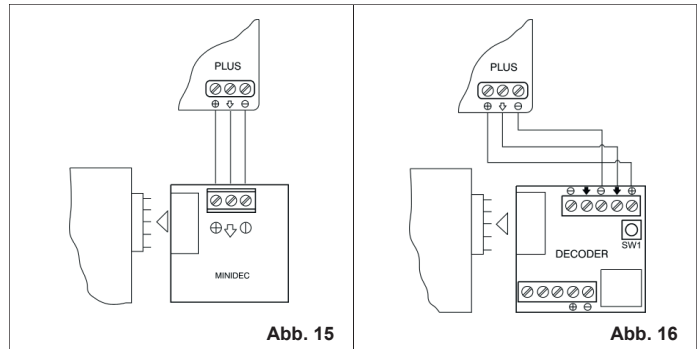 PLUS
⊕ ⇩ ⊖
⊕ ⇩ ⦶
MINIDEC
Abb. 15
PLUS
⊕ ⇩ ⊖
⊖ ⬇ ⊖ ⬇ ⊕
SW1
DECODER
⊕ ⊖
Abb. 16